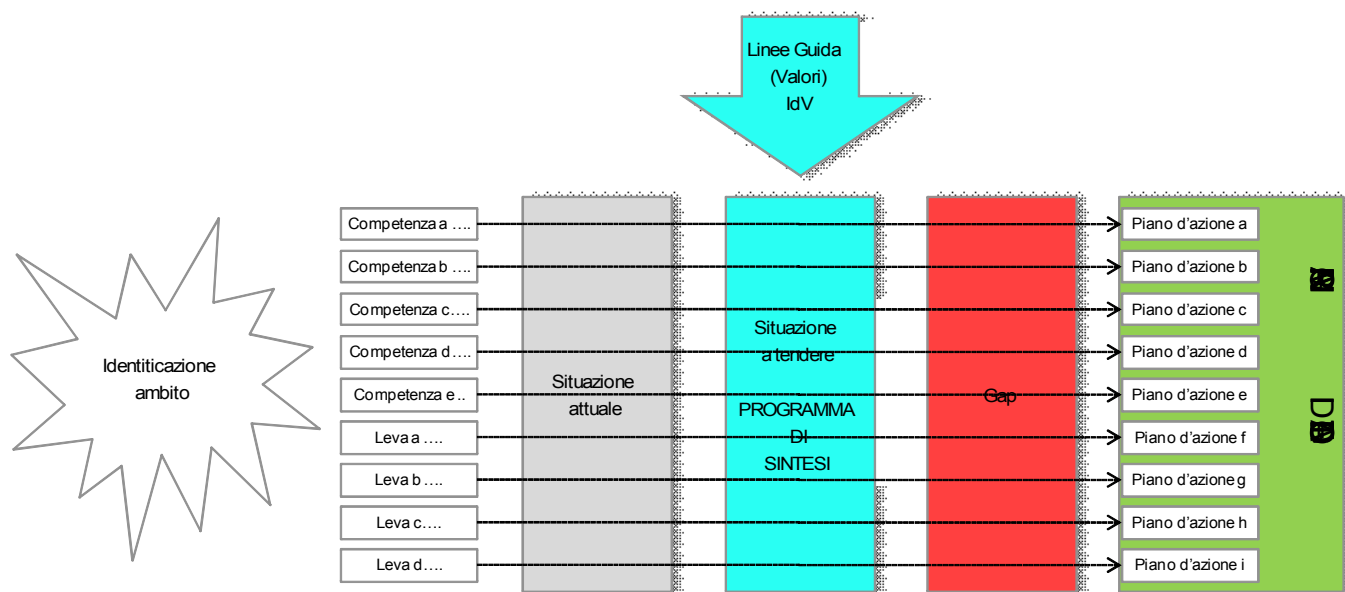 Linee Guida
(Valori)
IdV
Identiticazione
ambito
Competenza a ….
Competenza b ….
Competenza c….
Competenza d….
Competenza e ..
Leva a ….
Leva b ….
Leva c….
Leva d….
Situazione
attuale
Situazione
a tendere
PROGRAMMA
DI
SINTESI
Gap
Piano d'azione a
Piano d'azione b
Piano d'azione c
Piano d'azione d
Piano d'azione e
Piano d'azione f
Piano d'azione g
Piano d'azione h
Piano d'azione i